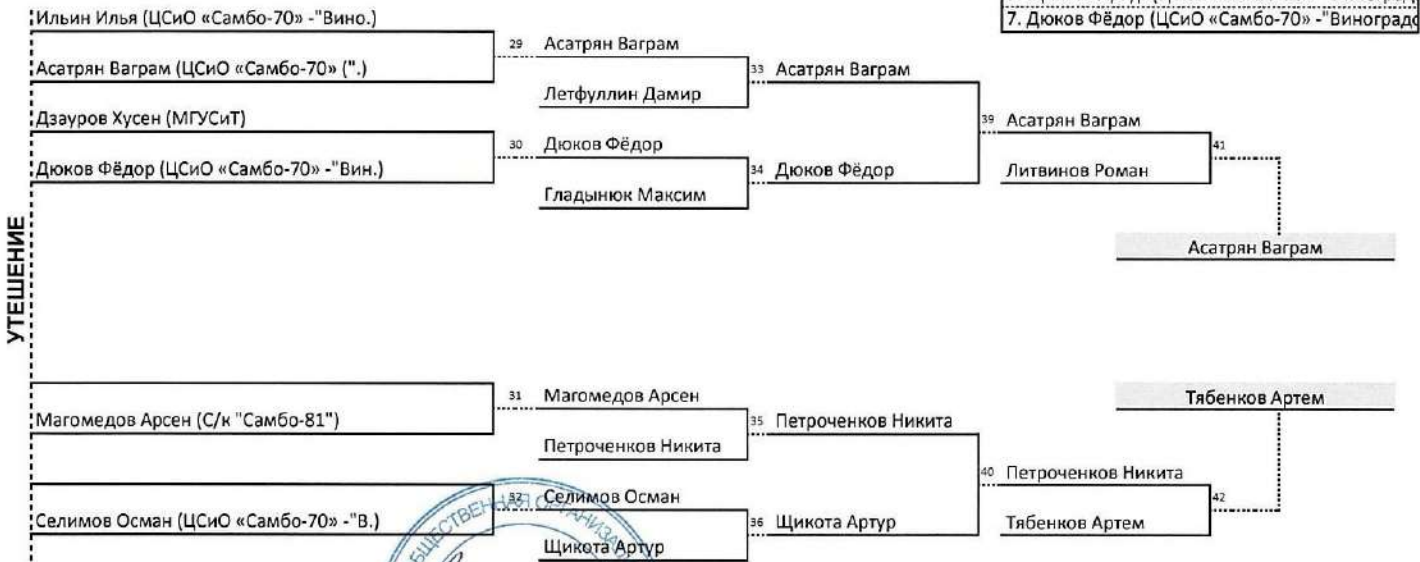 Ильин Илья (ЦСиО «Самбо-70» -"Вино.)
7. Дюков Фёдор (ЦСиО «Самбо-70» -"Виноградо
29 Асатрян Ваграм
Асатрян Ваграм (ЦСиО «Самбо-70» (".)
33 Асатрян Ваграм
Летфуллин Дамир
Дзауров Хусен (МГУСиТ)
39 Асатрян Ваграм
30 Дюков Фёдор
41
Дюков Фёдор (ЦСиО «Самбо-70» -"Вин.)
34 Дюков Фёдор
Литвинов Роман
Гладынюк Максим
Асатрян Ваграм
УТЕШЕНИЕ
31 Магомедов Арсен
Тябенков Артем
Магомедов Арсен (С/к "Самбо-81")
35 Петроченков Никита
Петроченков Никита
40 Петроченков Никита
32 Селимов Осман
42
Селимов Осман (ЦСиО «Самбо-70» -"В.)
36 Щикота Артур
Тябенков Артем
Щикота Артур